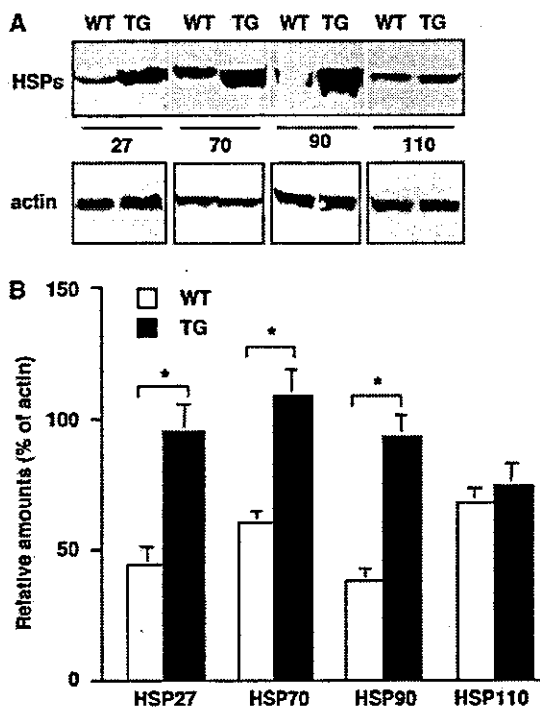 A
WT TG WT TG WT TG WT TG
HSPs
27 70 90 110
actin
B
150
WT
TG
*
*
*
100
50
0
Relative amounts (% of actin)
HSP27 HSP70 HSP90 HSP110